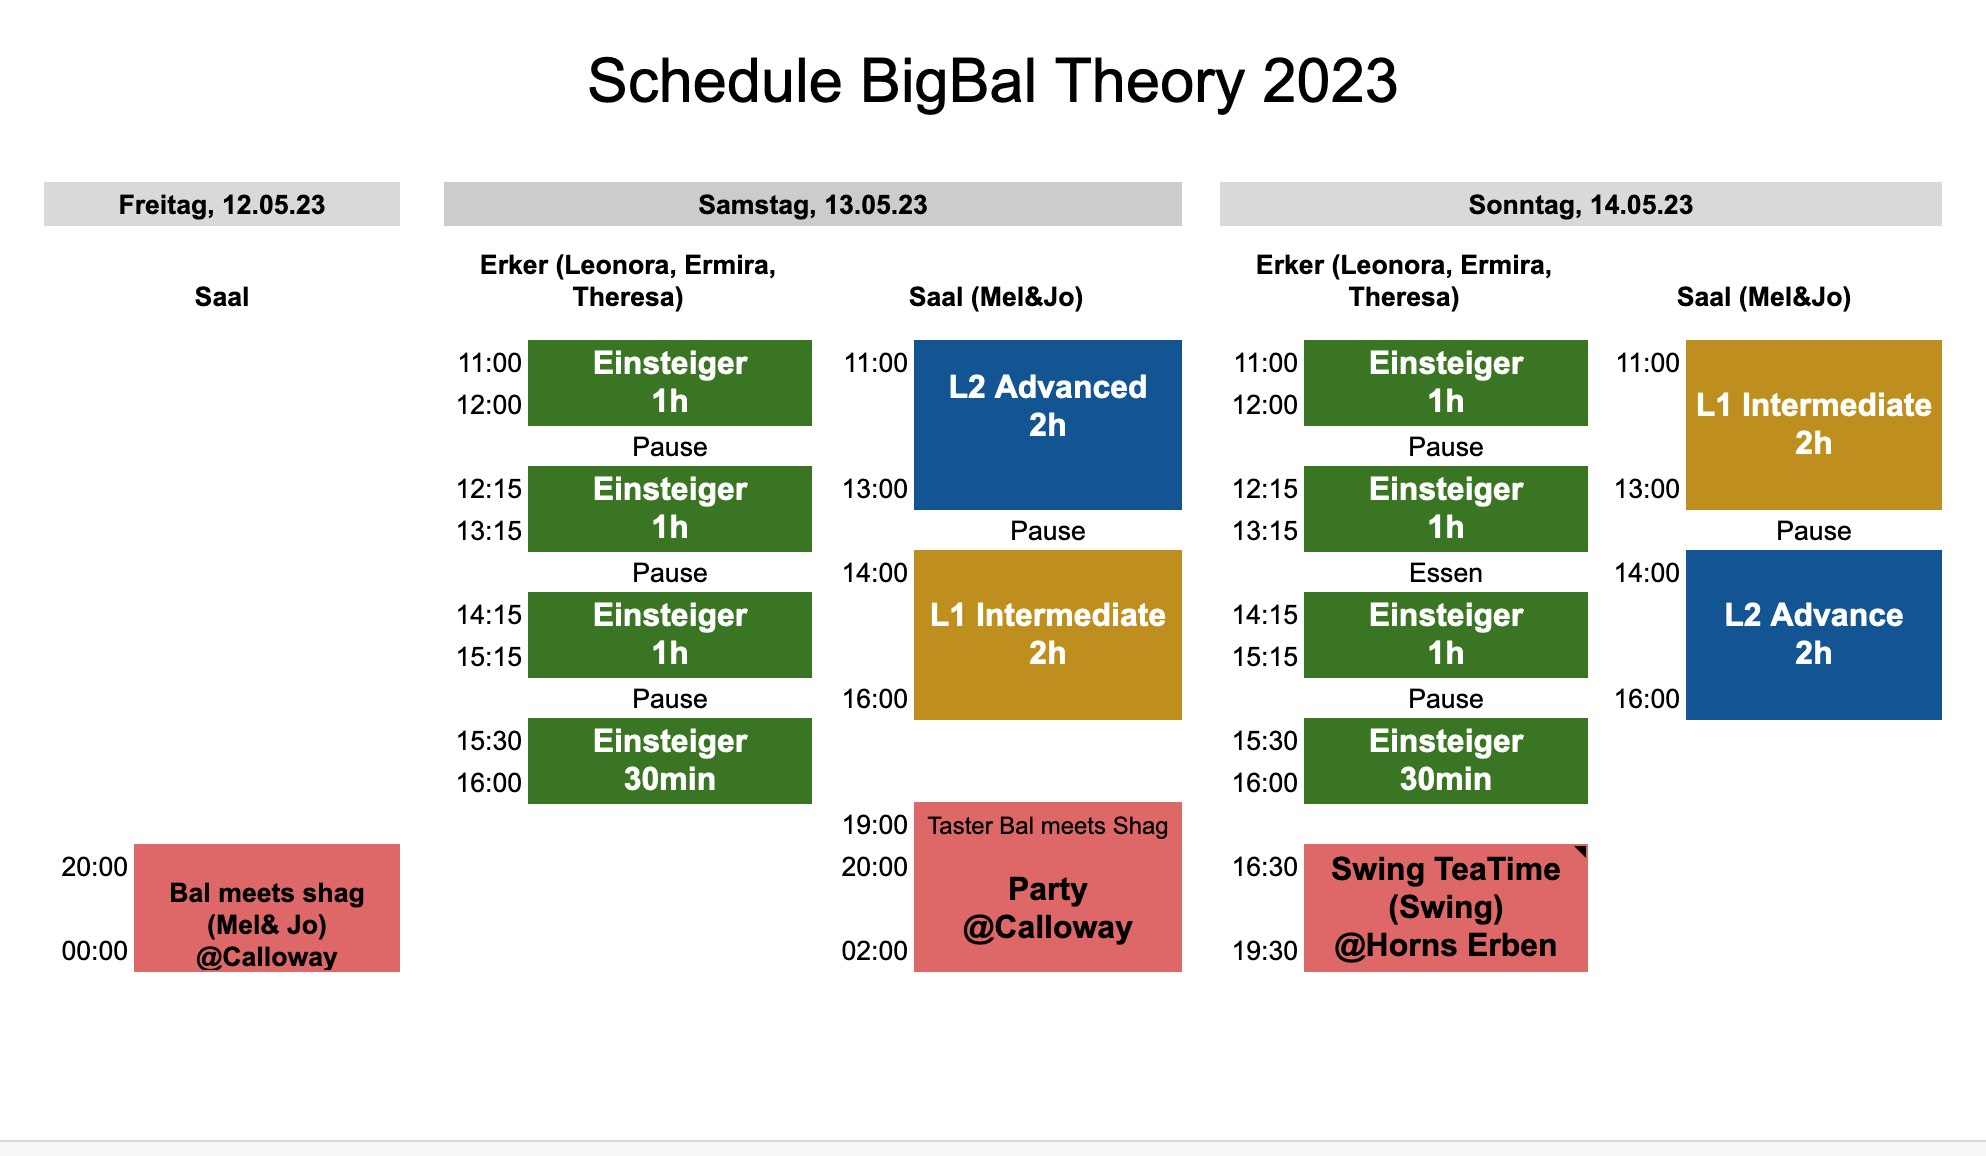 Schedule BigBal Theory 2023
Freitag, 12.05.23
Saal
20:00
Bal meets shag
(Mel& Jo)
@Calloway
00:00
Samstag, 13.05.23
Erker (Leonora, Ermira,
Theresa)
11:00
Einsteiger
1h
12:00
Pause
12:15
Einsteiger
1h
13:15
Pause
14:15
Einsteiger
1h
15:15
Pause
15:30
Einsteiger
30min
16:00
Saal (Mel&Jo)
11:00
L2 Advanced
2h
13:00
Pause
14:00
L1 Intermediate
2h
16:00
19:00
Taster Bal meets Shag
20:00
Party
@Calloway
02:00
Sonntag, 14.05.23
Erker (Leonora, Ermira,
Theresa)
11:00
Einsteiger
1h
12:00
Pause
12:15
Einsteiger
1h
13:15
Essen
14:15
Einsteiger
1h
15:15
Pause
15:30
Einsteiger
30min
16:00
16:30
Swing TeaTime
(Swing)
@Horns Erben
19:30
Saal (Mel&Jo)
11:00
L1 Intermediate
2h
13:00
Pause
14:00
L2 Advance
2h
16:00